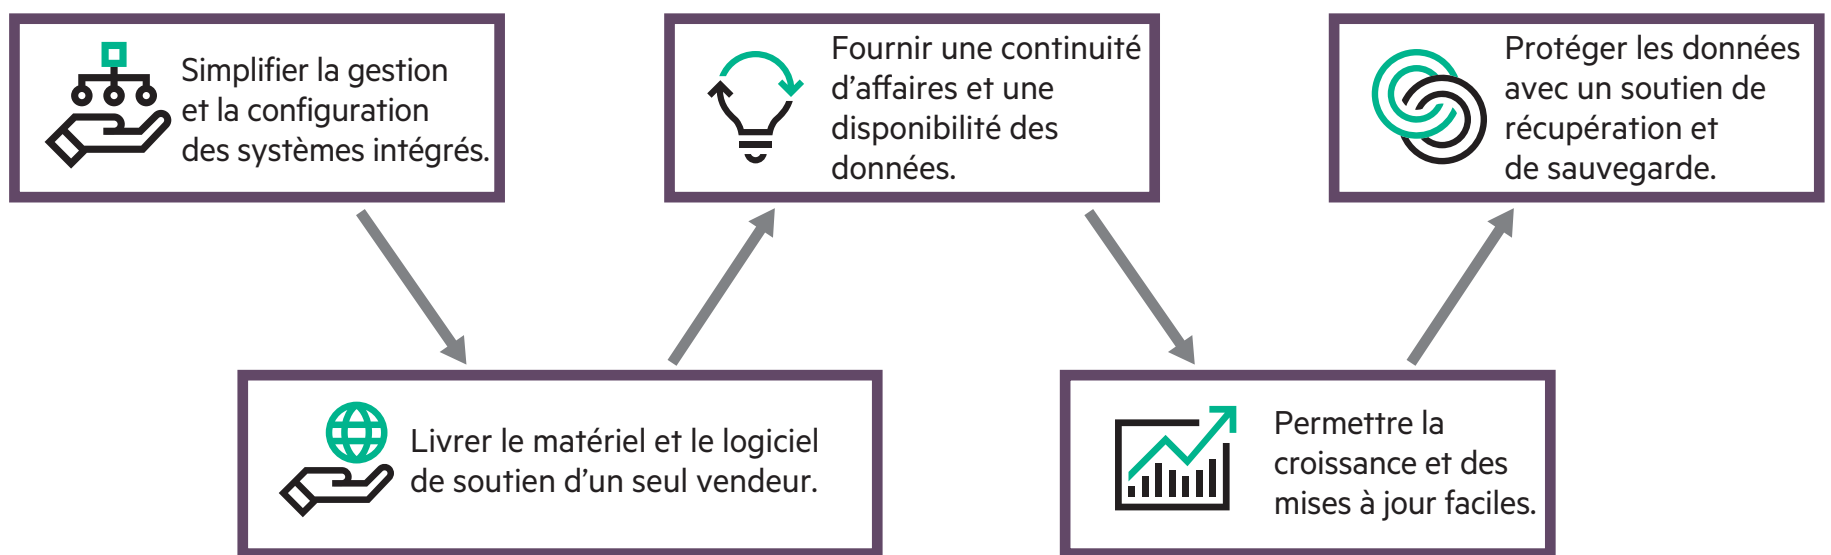 Simplifier la gestion
et la configuration
des systèmes intégrés.
Livrer le matériel et le logiciel
de soutien d’un seul vendeur.
Fournir une continuité
d’affaires et une
disponibilité des
données.
Permettre la
croissance et des
mises à jour faciles.
Protéger les données
avec un soutien de
récupération et
de sauvegarde.